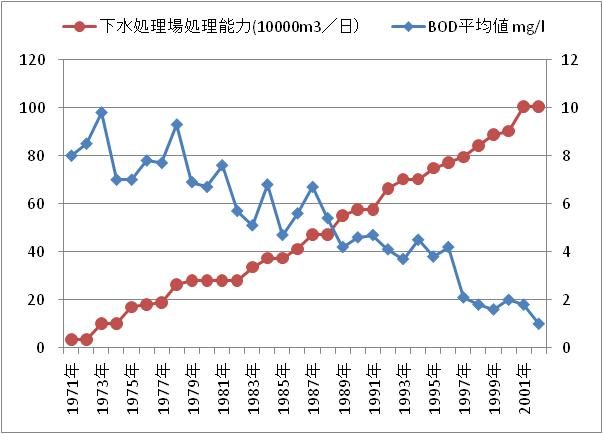 下水処理場処理能力(10000m3／日)
BOD平均値 mg/l
120
100
80
60
40
20
0
12
10
8
6
4
2
0
1971年
1973年
1975年
1977年
1979年
1981年
1983年
1985年
1987年
1989年
1991年
1993年
1995年
1997年
1999年
2001年